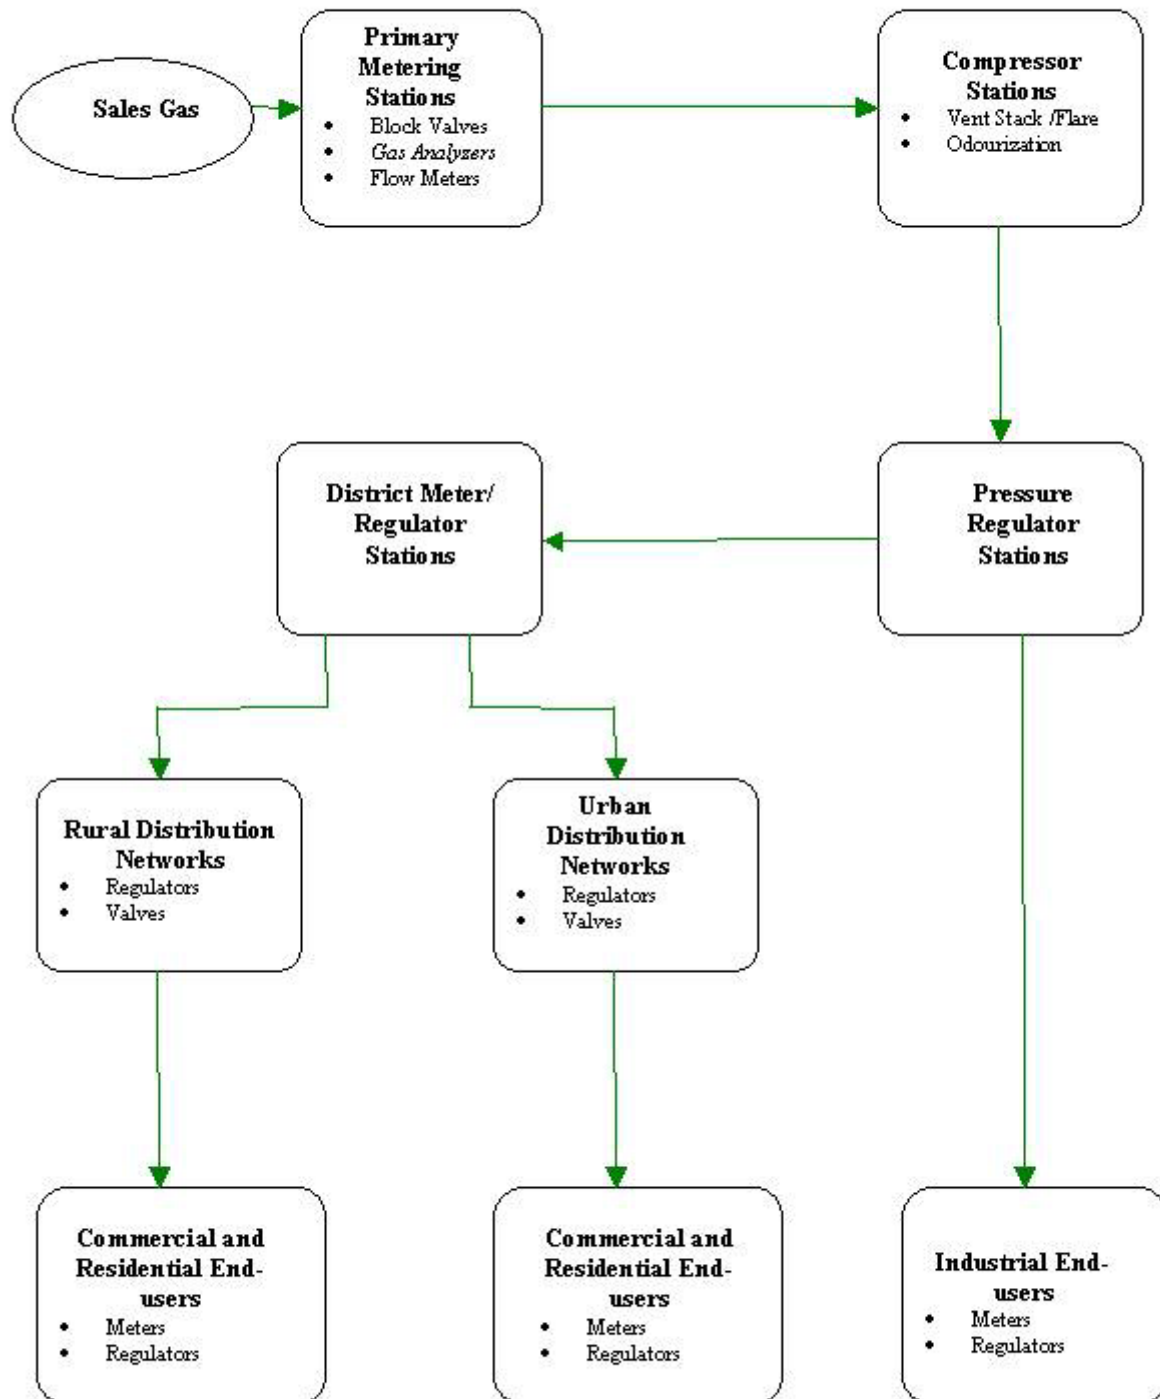 Sales Gas
Primary
Metering
Stations
• Block Valves
• Gas Analyzers
• Flow Meters
Compressor
Stations
• Vent Stack /Flare
• Odourization
District Meter/
Regulator
Stations
Pressure
Regulator
Stations
Rural Distribution
Networks
• Regulators
• Valves
Urban
Distribution
Networks
• Regulators
• Valves
Commercial and
Residential End-
users
• Meters
• Regulators
Commercial and
Residential End-
users
• Meters
• Regulators
Industrial End-
users
• Meters
• Regulators